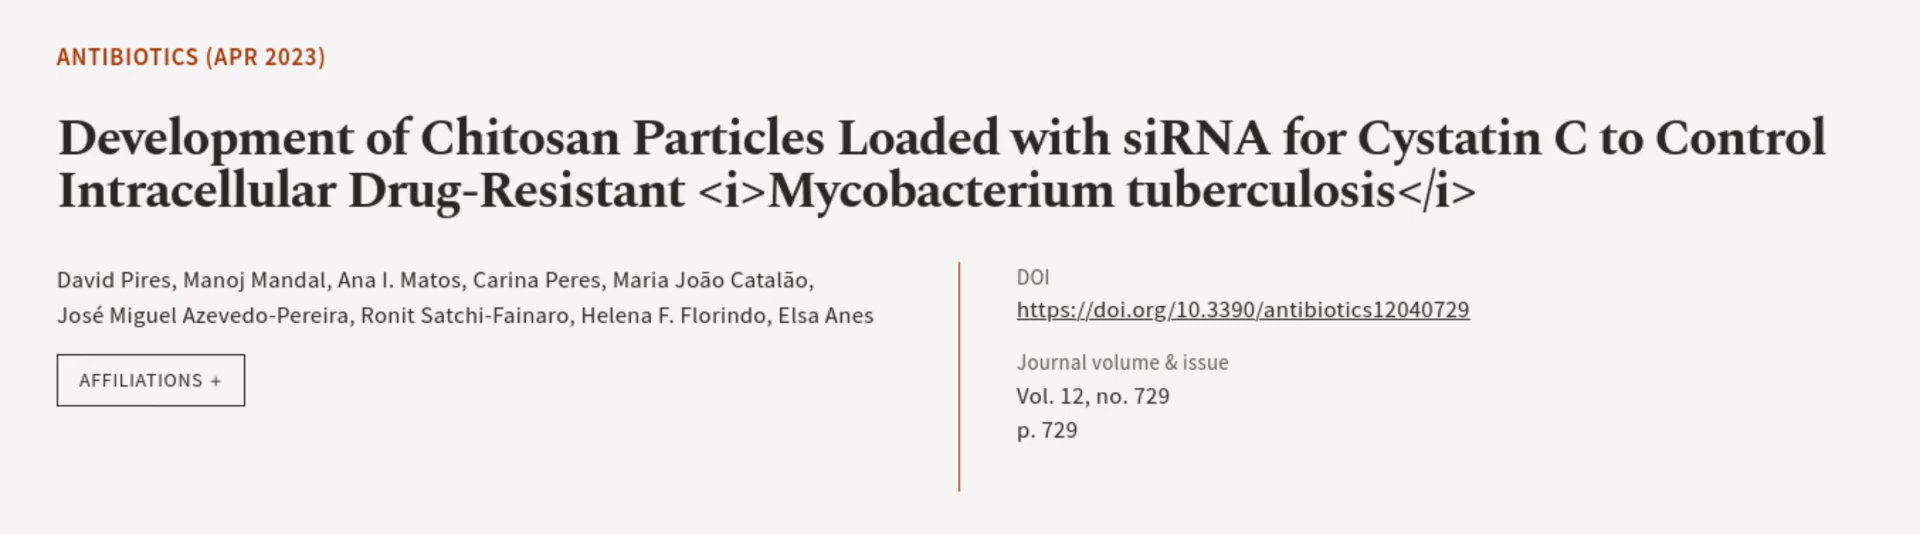 ANTIBIOTICS (APR 2023)
Development of Chitosan Particles Loaded with siRNA for Cystatin C to Control
Intracellular Drug-Resistant <i>Mycobacterium tuberculosis</i>
David Pires, Manoj Mandal, Ana I. Matos, Carina Peres, Maria João Catalão,
José Miguel Azevedo-Pereira, Ronit Satchi-Fainaro, Helena F. Florindo, Elsa Anes
AFFILIATIONS +
DOI
https://doi.org/10.3390/antibiotics12040729
Journal volume & issue
Vol. 12, no. 729
p. 729